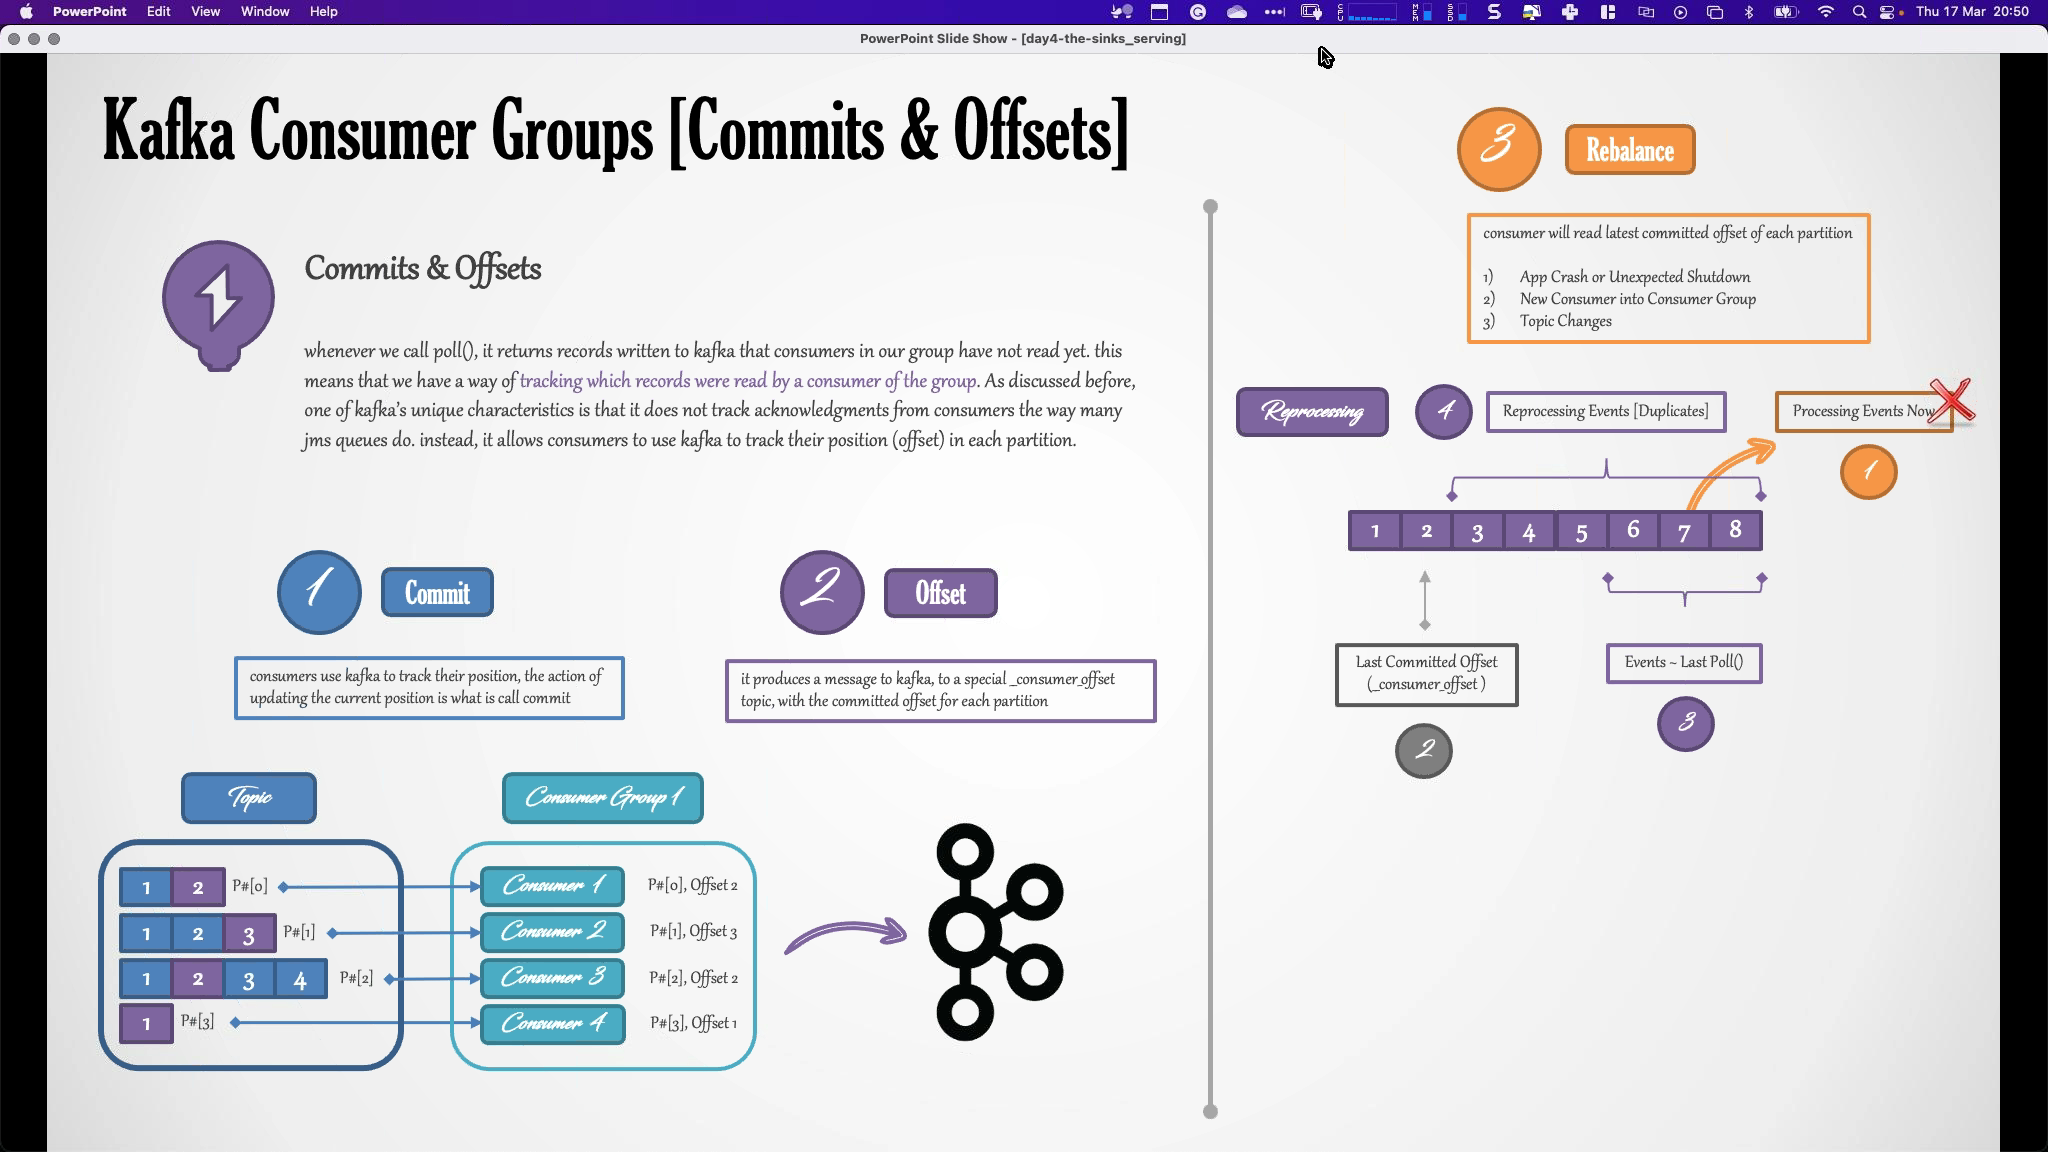 PowerPoint Edit View Window Help
CPU MEM SSD Thu 17 Mar 20:50
PowerPoint Slide Show - [day4-the-sinks_serving]
Kafka Consumer Groups [Commits & Offsets]
Commits & Offsets
whenever we call poll(), it returns records written to kafka that consumers in our group have not read yet. this
means that we have a way of tracking which records were read by a consumer of the group. As discussed before,
one of kafka's unique characteristics is that it does not track acknowledgments from consumers the way many
jms queues do. instead, it allows consumers to use kafka to track their position (offset) in each partition.
1 Commit
consumers use kafka to track their position, the action of
updating the current position is what is call commit
2 Offset
it produces a message to kafka, to a special _consumer_offset
topic, with the committed offset for each partition
Topic
Consumer Group 1
1 2 P#[0] Consumer 1 P#[0], Offset 2
1 2 3 P#[1] Consumer 2 P#[1], Offset 3
1 2 3 4 P#[2] Consumer 3 P#[2], Offset 2
1 P#[3] Consumer 4 P#[3], Offset 1
3 Rebalance
consumer will read latest committed offset of each partition
1) App Crash or Unexpected Shutdown
2) New Consumer into Consumer Group
3) Topic Changes
Reprocessing 4 Reprocessing Events [Duplicates] Processing Events Now
1
1 2 3 4 5 6 7 8
Last Committed Offset
(_consumer_offset )
2
Events ~ Last Poll()
3